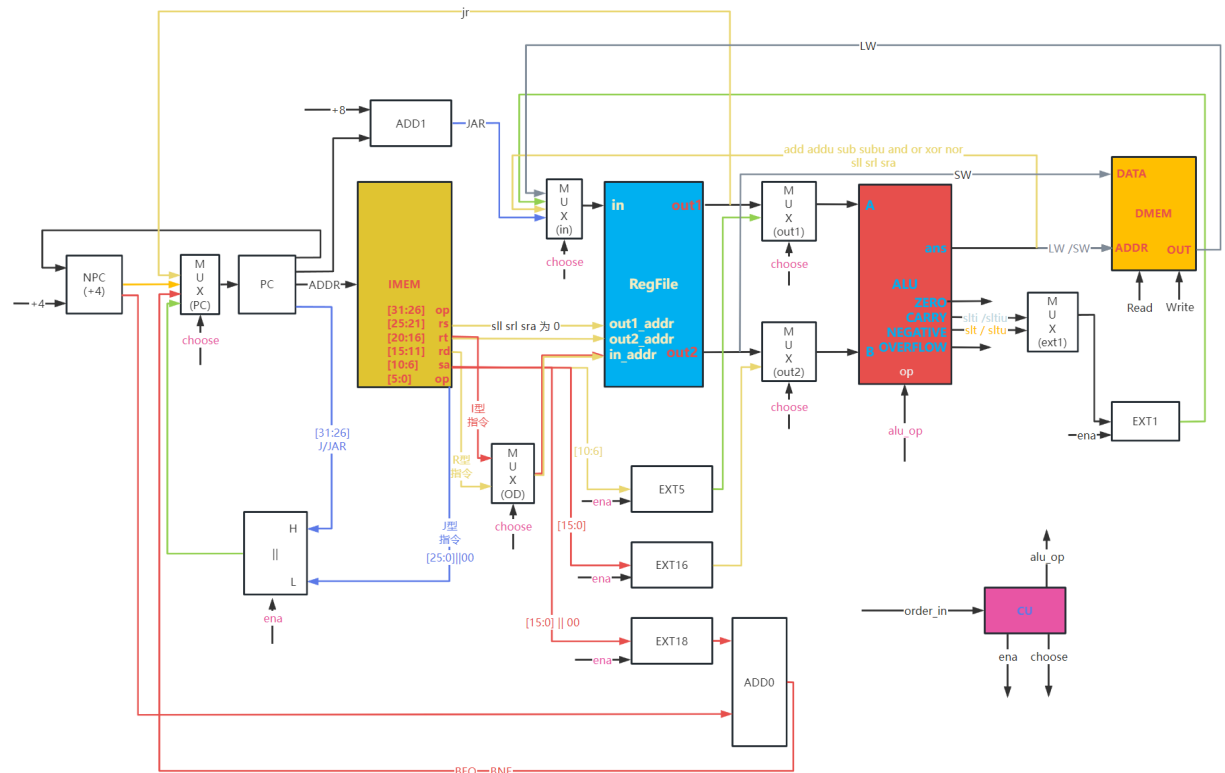 jr
LW
+8
ADD1
JAR
add addu sub subu and or xor nor
sll srl sra
SW
M
U
X
(in)
choose
in
out1
RegFile
out1_addr
out2_addr
in_addr
out2
M
U
X
(out1)
choose
M
U
X
(out2)
choose
A
ans
ALU
ZERO
CARRY
NEGATIVE
OVERFLOW
B
op
alu_op
LW /SW
DATA
DMEM
ADDR
OUT
Read
Write
slti /sltiu
slt / sltu
M
U
X
(ext1)
EXT1
ena
NPC
(+4)
+4
M
U
X
(PC)
choose
PC
ADDR
IMEM
[31:26] op
[25:21] rs
[20:16] rt
[15:11] rd
[10:6] sa
[5:0] op
sll srl sra 为 0
I型
指令
R型
指令
M
U
X
(OD)
choose
[31:26]
J/JAR
H
||
L
ena
J型
指令
[25:0]||00
[10:6]
EXT5
ena
[15:0]
EXT16
ena
[15:0] || 00
EXT18
ena
ADD0
BEQ
BNE
order_in
CU
alu_op
ena
choose